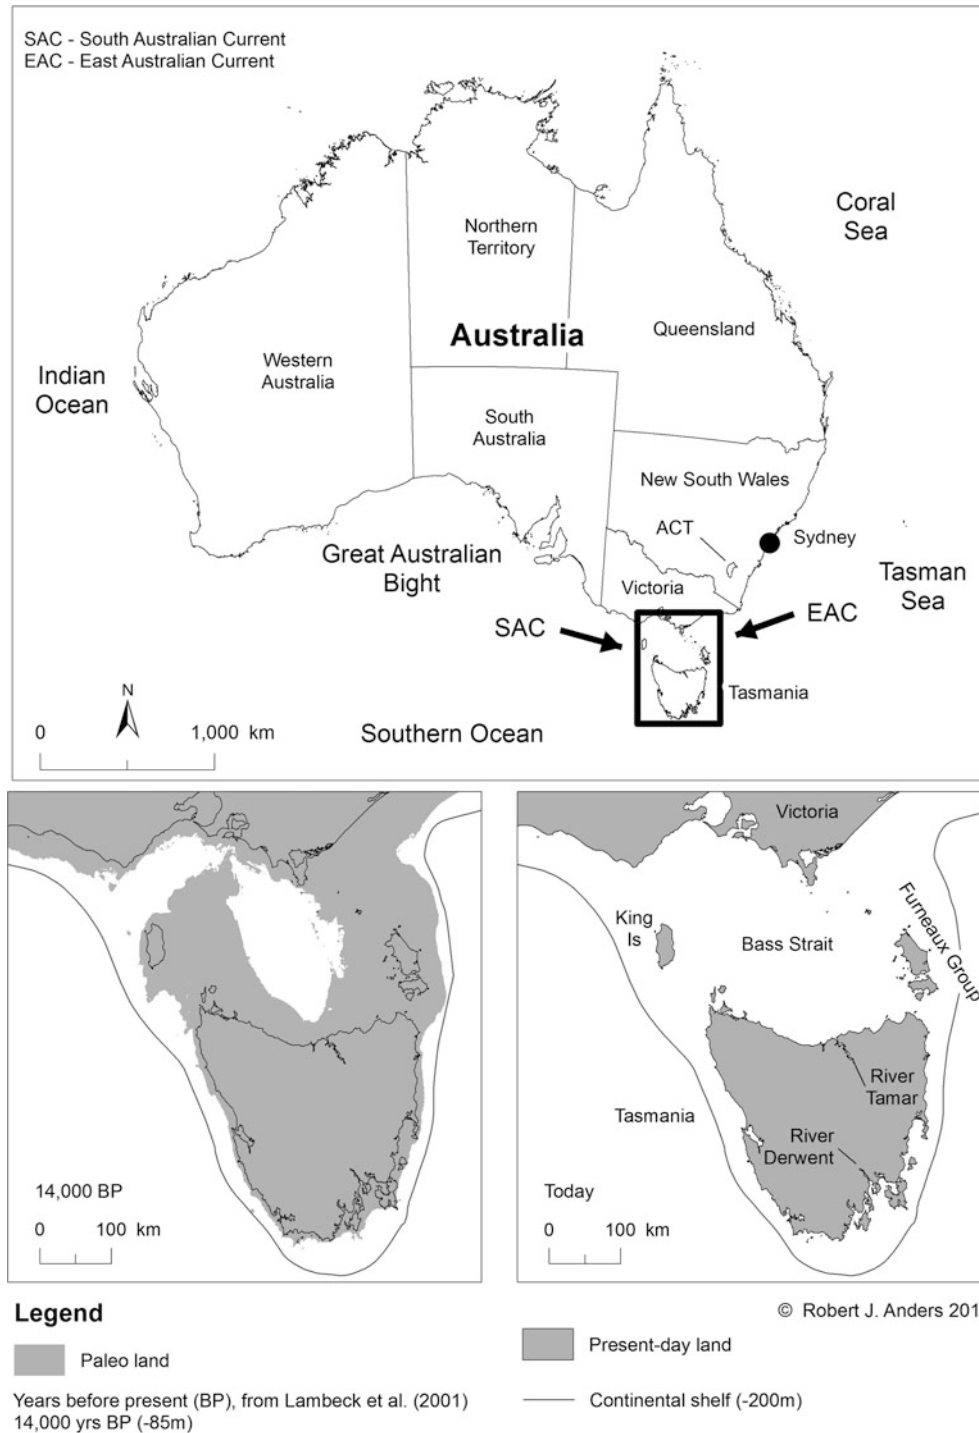 SAC - South Australian Current
EAC - East Australian Current
Coral
Sea
Northern
Territory
Australia
Queensland
Western
Australia
Indian
Ocean
South
Australia
New South Wales
ACT
Sydney
Great Australian
Bight
Tasman
Sea
Victoria
SAC
EAC
Tasmania
N
0 1,000 km
Southern Ocean
14,000 BP
0 100 km
Victoria
King
Is
Bass Strait
Furneaux Group
River
Tamar
Tasmania
River
Derwent
Today
0 100 km
Legend
© Robert J. Anders 201
Paleo land
Present-day land
Years before present (BP), from Lambeck et al. (2001)
14,000 yrs BP (-85m)
Continental shelf (-200m)